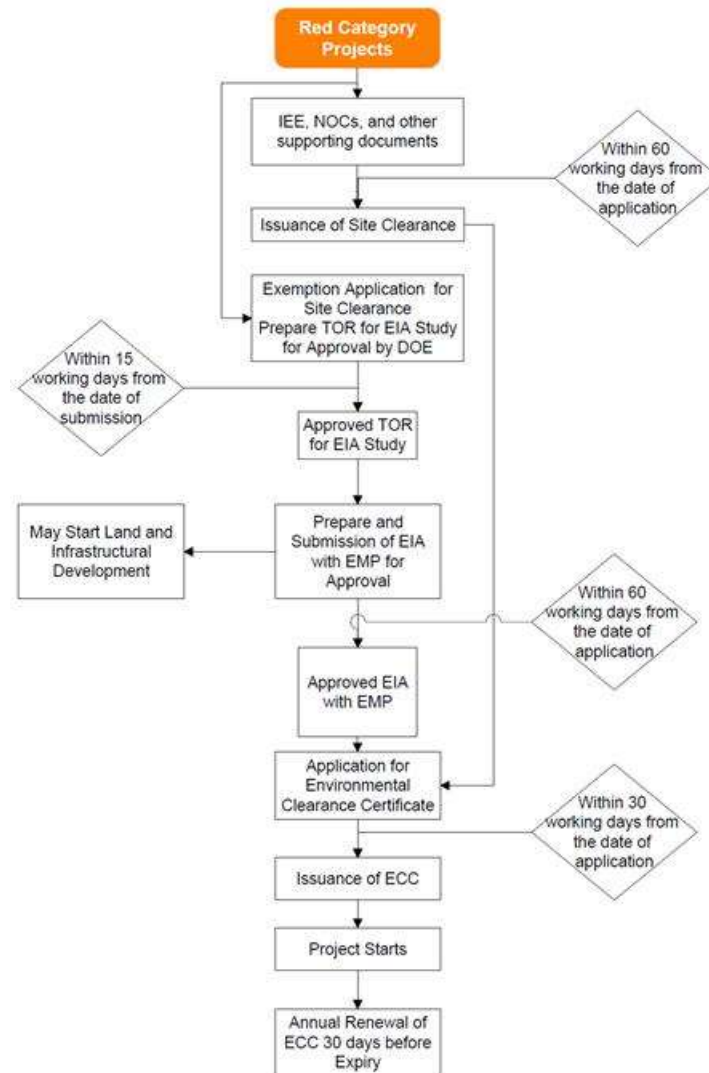 Red Category
Projects
IEE, NOCs, and other
supporting documents
Within 60
working days from
the date of
application
Issuance of Site Clearance
Exemption Application for
Site Clearance
Prepare TOR for EIA Study
for Approval by DOE
Within 15
working days from
the date of
submission
Approved TOR
for EIA Study
May Start Land and
Infrastructural
Development
Prepare and
Submission of EIA
with EMP for
Approval
Within 60
working days from
the date of
application
Approved EIA
with EMP
Application for
Environmental
Clearance Certificate
Within 30
working days from
the date of
application
Issuance of ECC
Project Starts
Annual Renewal of
ECC 30 days before
Expiry